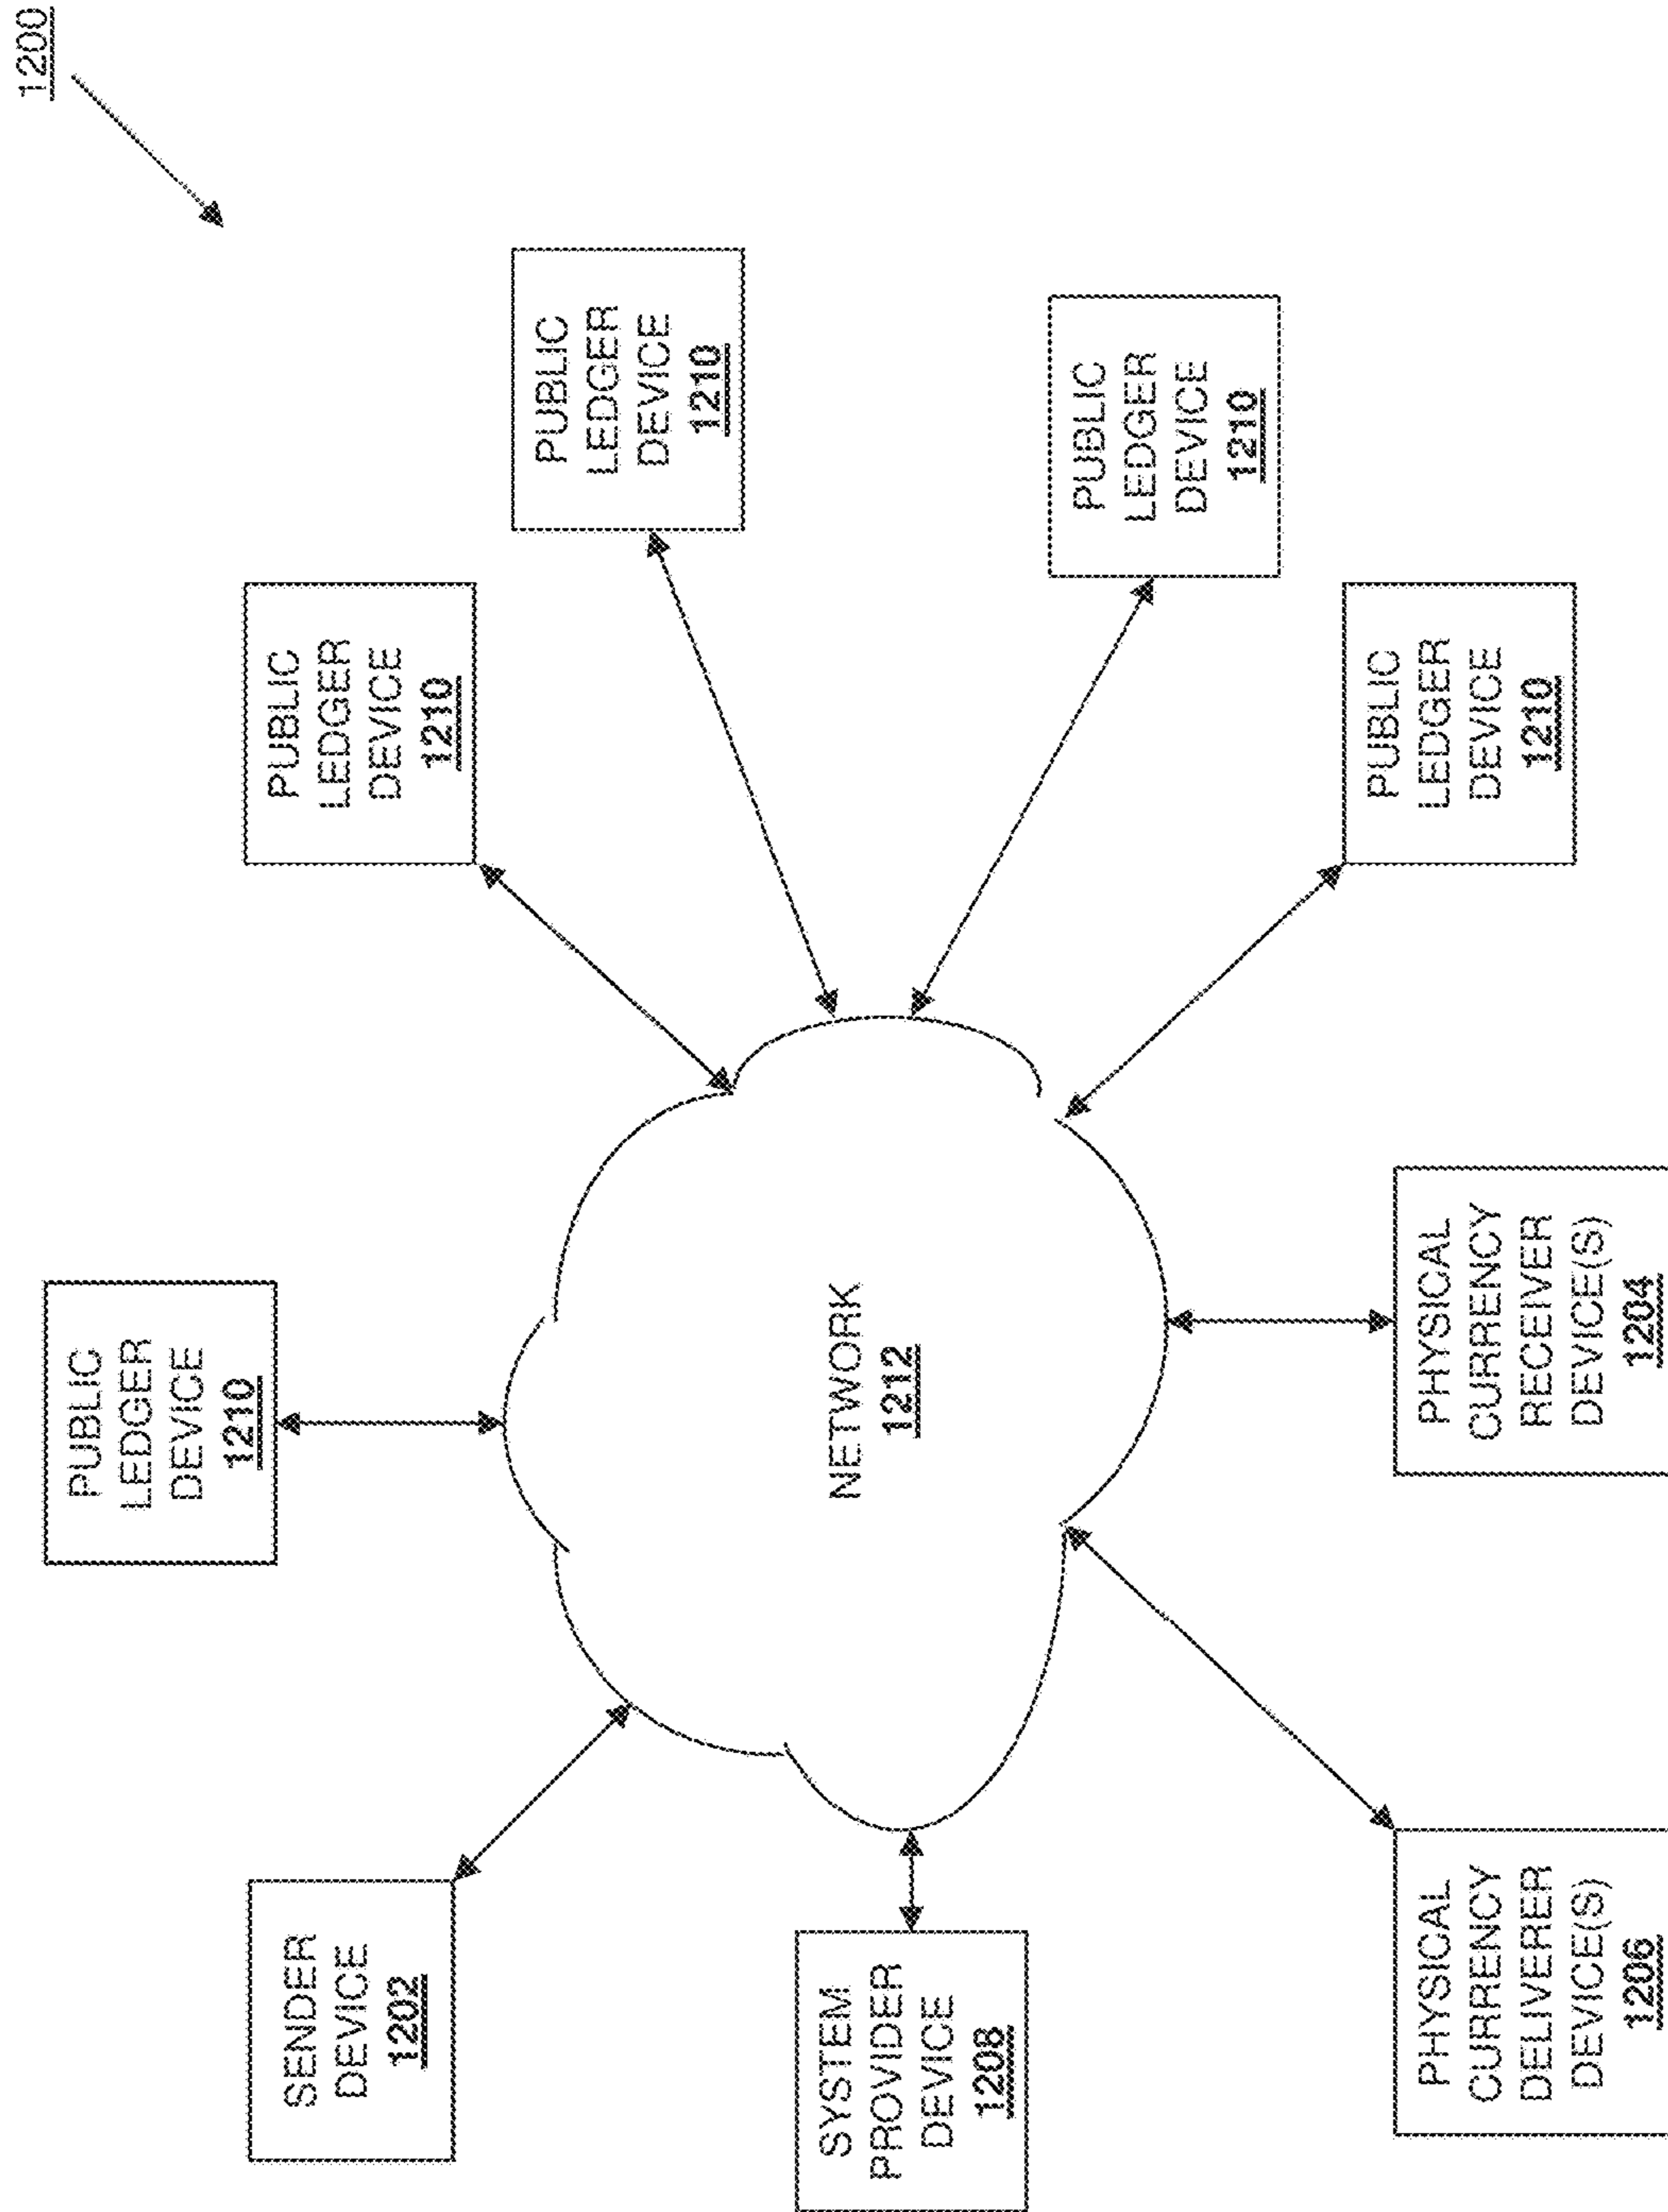 1200
PUBLIC
LEDGER
DEVICE
1210
SENDER
DEVICE
1202
PUBLIC
LEDGER
DEVICE
1210
PUBLIC
LEDGER
DEVICE
1210
SYSTEM
PROVIDER
DEVICE
1208
NETWORK
1212
PUBLIC
LEDGER
DEVICE
1210
PHYSICAL
CURRENCY
DELIVERER
DEVICE(S)
1206
PHYSICAL
CURRENCY
RECEIVER
DEVICE(S)
1204
PUBLIC
LEDGER
DEVICE
1210